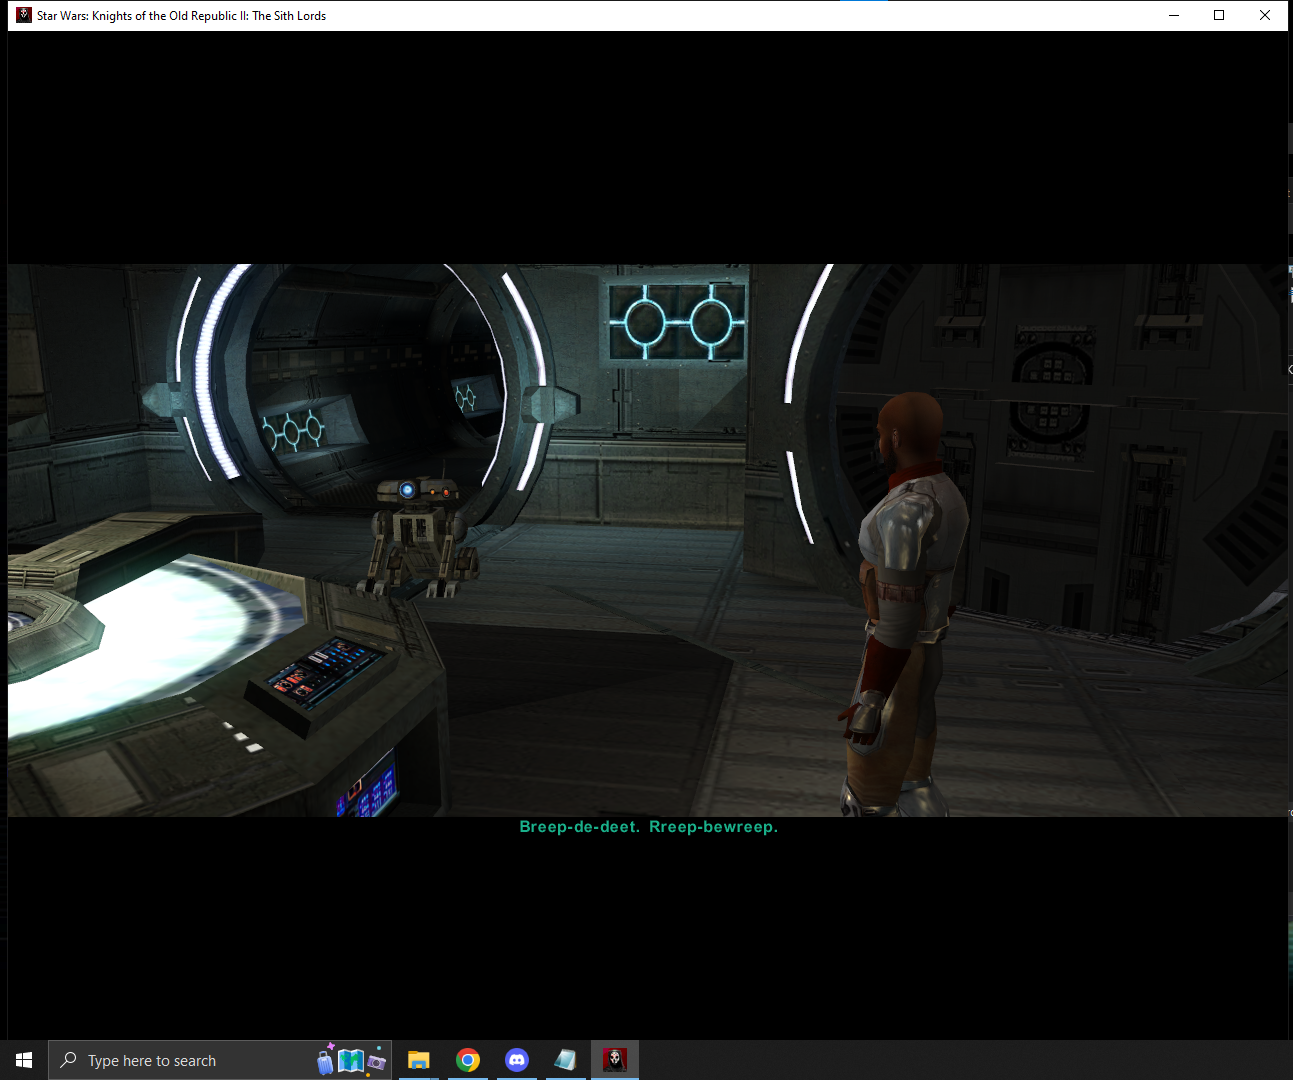 Star Wars: Knights of the Old Republic II: The Sith Lords
Breep-de-deet. Rreep-bewreep.
Type here to search